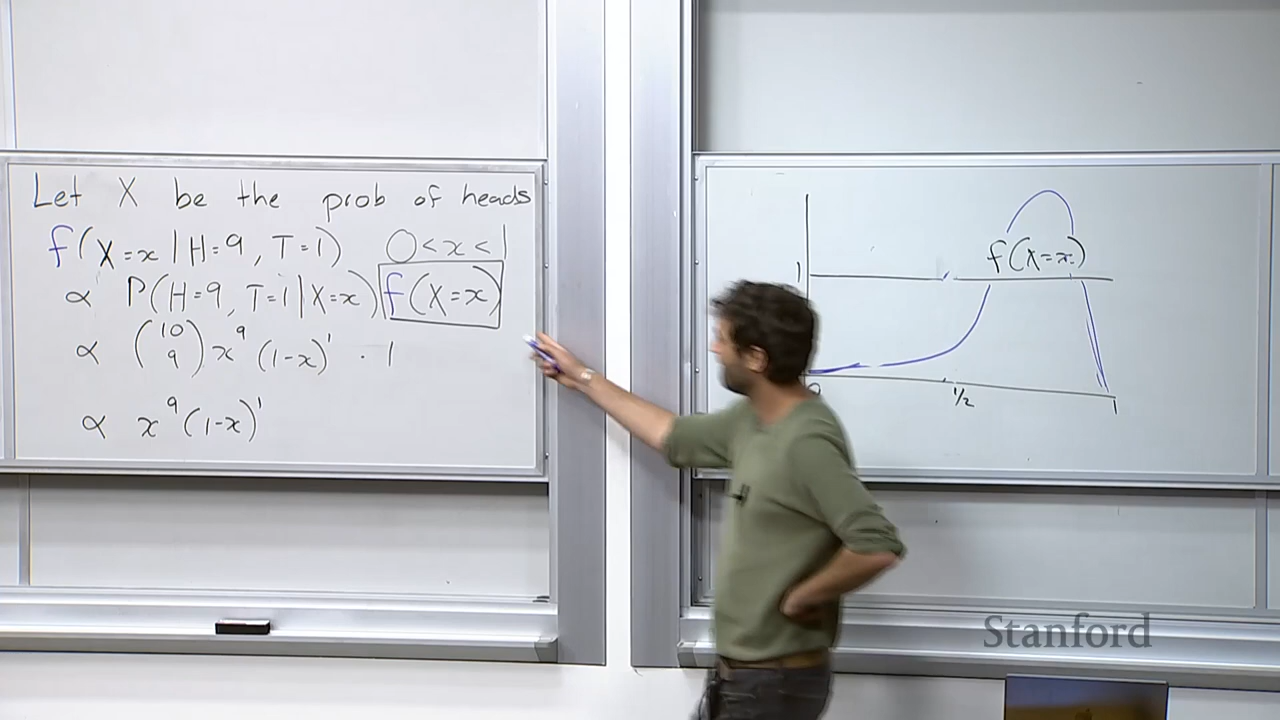 Let X be the prob of heads
f(X=x|H=9, T=1) 0<x<1
∝ P(H=9, T=1|X=x) f(X=x)
∝ (10 9) x^9 (1-x)^1 · 1
∝ x^9 (1-x)^1
f(X=x)
1
0
1/2
1
Stanford